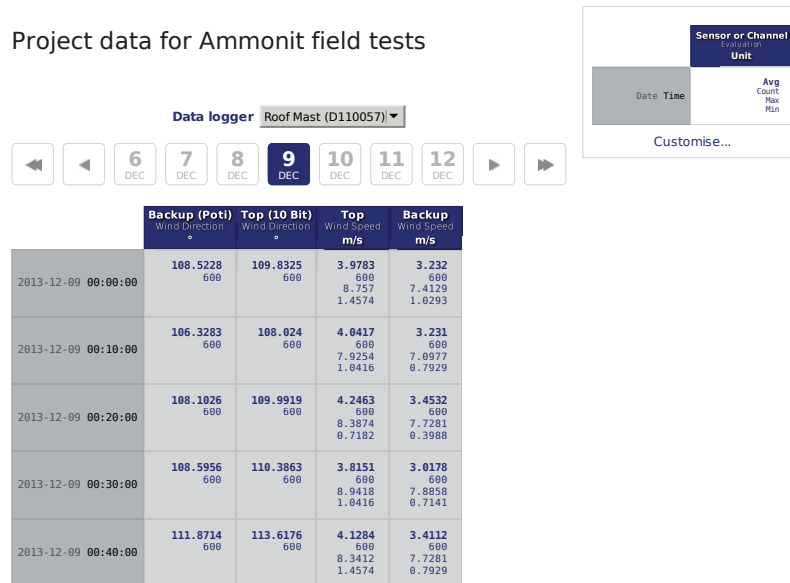 Project data for Ammonit field tests
Sensor or Channel
Evaluation
Unit
Date Time
Avg
Count
Max
Min
Customise...
Data logger Roof Mast (D110057)
6 DEC 7 DEC 8 DEC 9 DEC 10 DEC 11 DEC 12 DEC
Backup (Poti) Top (10 Bit) Top Backup
Wind Direction Wind Direction Wind Speed Wind Speed
° ° m/s m/s
2013-12-09 00:00:00
108.5228 109.8325 3.9783 3.232
600 600 600 600
8.757 7.4129
1.4574 1.0293
2013-12-09 00:10:00
106.3283 108.024 4.0417 3.231
600 600 600 600
7.9254 7.0977
1.0416 0.7929
2013-12-09 00:20:00
108.1026 109.9919 4.2463 3.4532
600 600 600 600
8.3874 7.7281
0.7182 0.3988
2013-12-09 00:30:00
108.5956 110.3863 3.8151 3.0178
600 600 600 600
8.9418 7.8858
1.0416 0.7141
2013-12-09 00:40:00
111.8714 113.6176 4.1284 3.4112
600 600 600 600
8.3412 7.7281
1.4574 0.7929